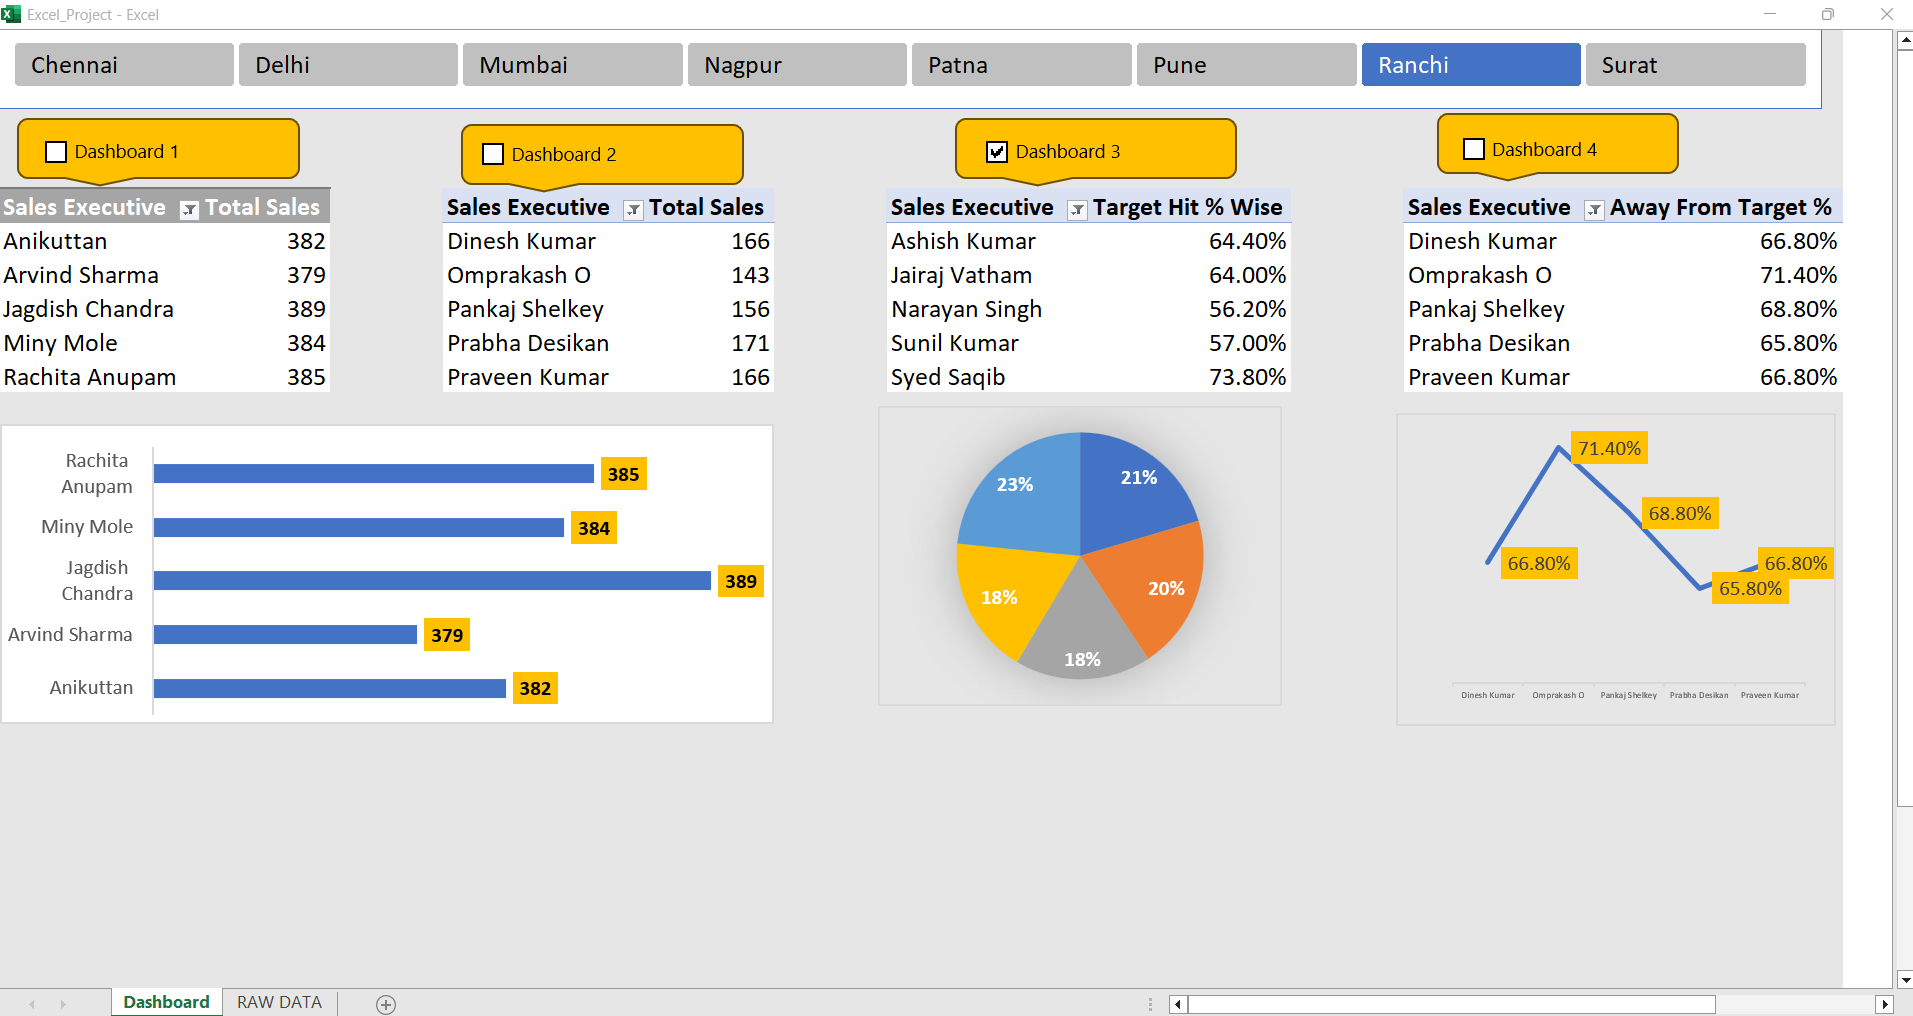 Excel_Project - Excel
Chennai Delhi Mumbai Nagpur Patna Pune Ranchi Surat
Dashboard 1
Dashboard 2
Dashboard 3
Dashboard 4
Sales Executive Total Sales
Anikuttan 382
Arvind Sharma 379
Jagdish Chandra 389
Miny Mole 384
Rachita Anupam 385
Sales Executive Total Sales
Dinesh Kumar 166
Omprakash O 143
Pankaj Shelkey 156
Prabha Desikan 171
Praveen Kumar 166
Sales Executive Target Hit % Wise
Ashish Kumar 64.40%
Jairaj Vatham 64.00%
Narayan Singh 56.20%
Sunil Kumar 57.00%
Syed Saqib 73.80%
Sales Executive Away From Target %
Dinesh Kumar 66.80%
Omprakash O 71.40%
Pankaj Shelkey 68.80%
Prabha Desikan 65.80%
Praveen Kumar 66.80%
Rachita
Anupam
385
Miny Mole 384
Jagdish
Chandra
389
Arvind Sharma 379
Anikuttan 382
23% 21%
20%
18%
18%
71.40%
68.80%
66.80%
66.80%
65.80%
Dinesh Kumar Omprakash O Pankaj Shelkey Prabha Desikan Praveen Kumar
Dashboard RAW DATA